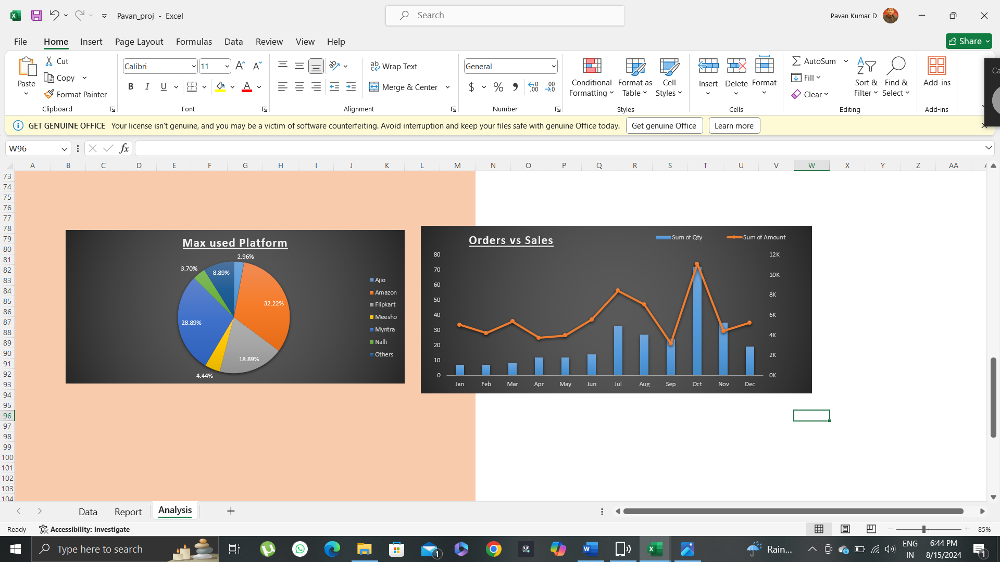 Pavan_proj - Excel
Search
Pavan Kumar D
File Home Insert Page Layout Formulas Data Review View Help
Share
Paste
Cut
Copy
Format Painter
Clipboard
Calibri 11
B I U
Font
Wrap Text
Merge & Center
Alignment
General
$ % ,
Number
Conditional Formatting
Format as Table
Cell Styles
Styles
Insert
Delete
Format
Cells
AutoSum
Fill
Clear
Sort & Filter
Find & Select
Editing
Add-ins
Add-ins
Ca
GET GENUINE OFFICE Your license isn't genuine, and you may be a victim of software counterfeiting. Avoid interruption and keep your files safe with genuine Office today. Get genuine Office Learn more
W96
fx
A B C D E F G H I J K L M N O P Q R S T U V W X Y Z AA
73
74
75
76
77
78
79
80
81
82
83
84
85
86
87
88
89
90
91
92
93
94
95
96
97
98
99
100
101
102
103
104
Max used Platform
2.96%
32.22%
18.89%
4.44%
28.89%
3.70%
8.89%
Ajio
Amazon
Flipkart
Meesho
Myntra
Nalli
Others
Orders vs Sales
Sum of Qty Sum of Amount
80
70
60
50
40
30
20
10
0
12K
10K
8K
6K
4K
2K
0K
Jan Feb Mar Apr May Jun Jul Aug Sep Oct Nov Dec
Data Report Analysis
Ready Accessibility: Investigate
85%
Type here to search
1
Rain...
ENG
IN
6:44 PM
8/15/2024
1